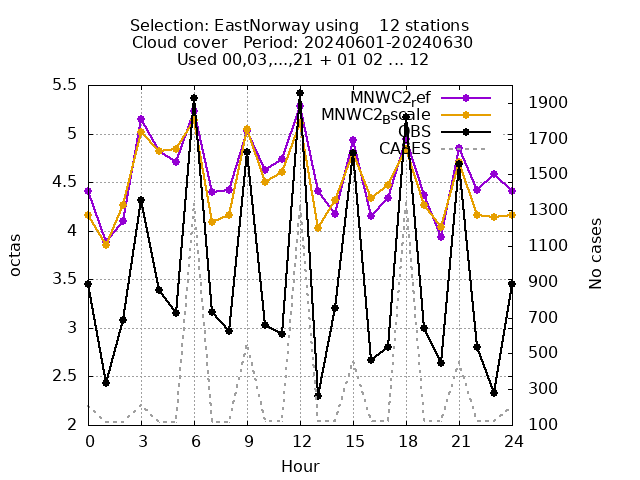 Selection: EastNorway using    12 stations
Cloud cover   Period: 20240601-20240630
Used 00,03,...,21 + 01 02 ... 12
MNWC2_ref
MNWC2_Bscale
OBS
CASES
5.5
5
4.5
4
3.5
3
2.5
2
1900
1700
1500
1300
1100
900
700
500
300
100
octas
No cases
0 3 6 9 12 15 18 21 24
Hour